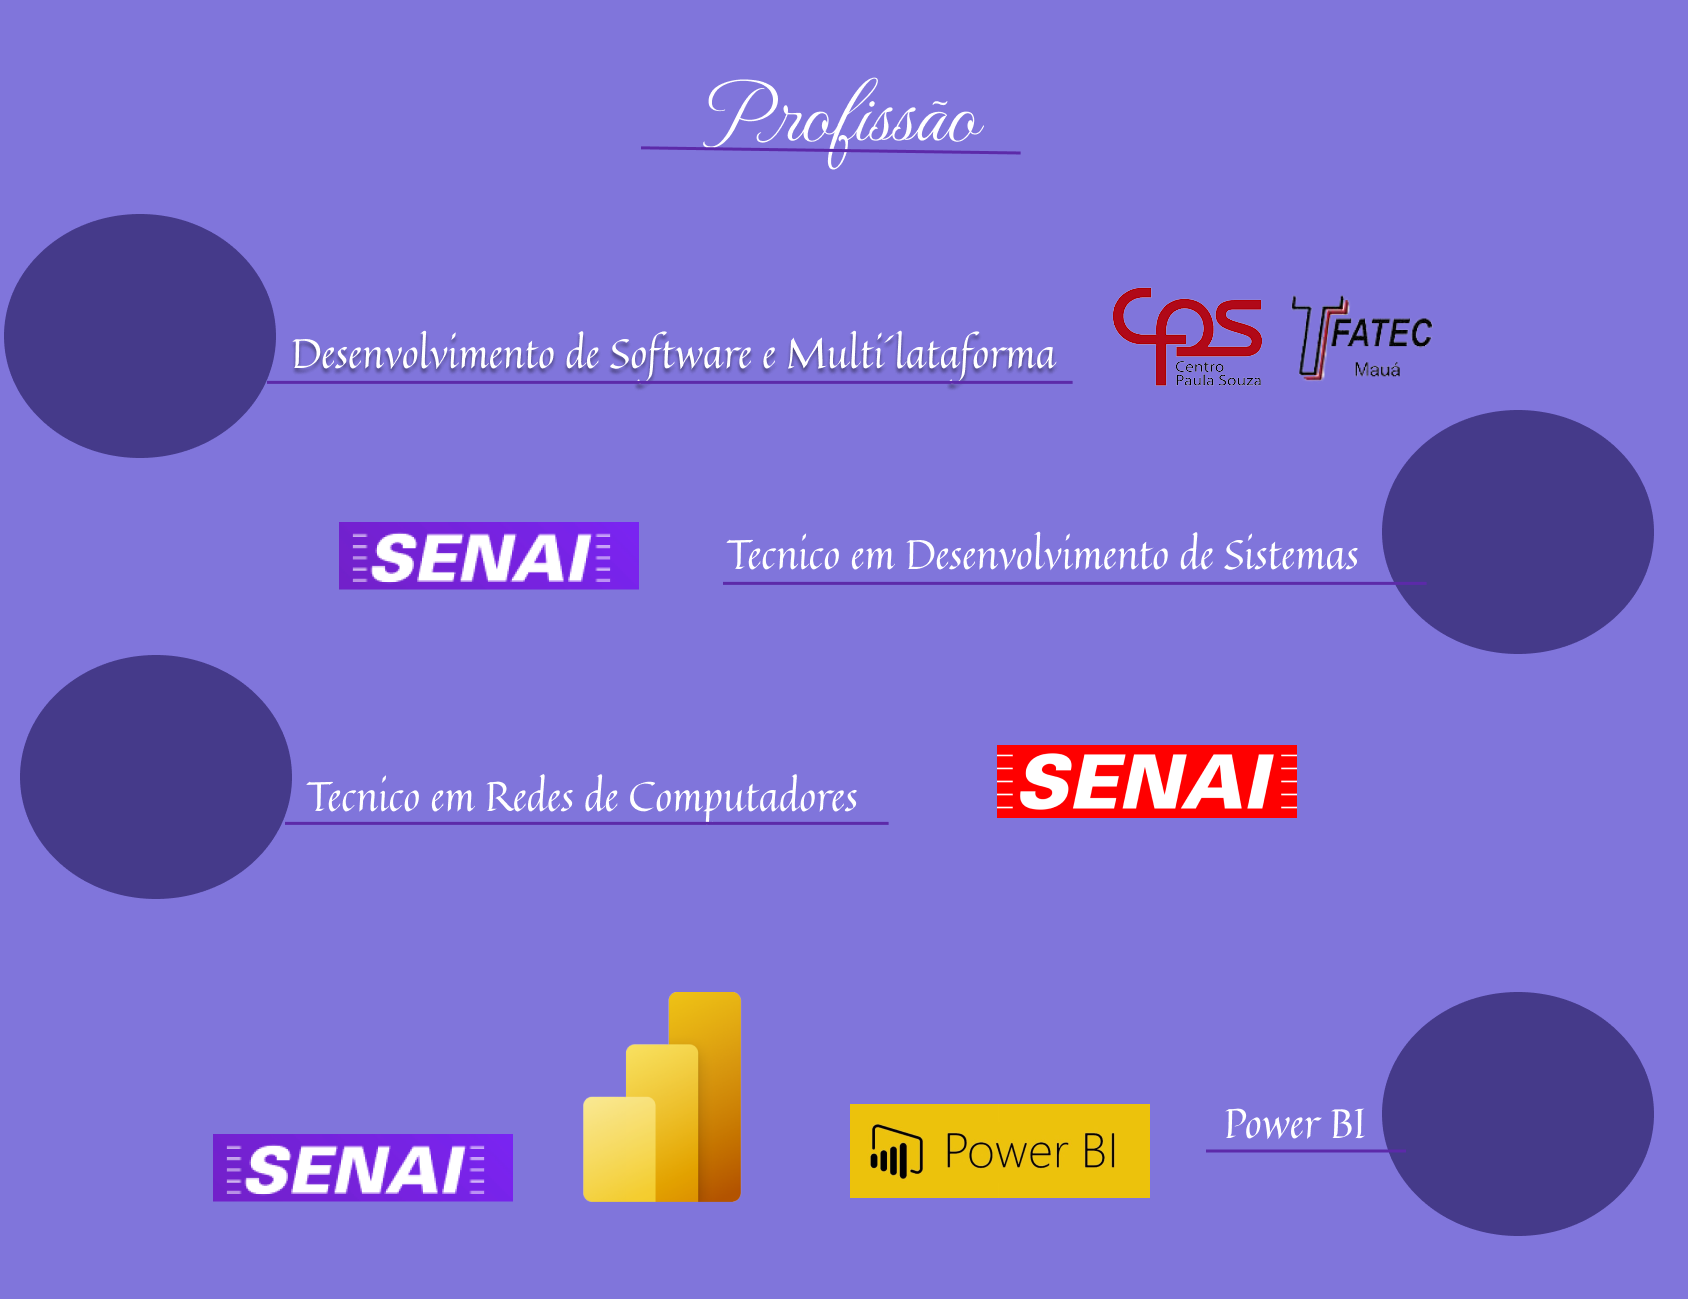 Profissão
Desenvolvimento de Software e Multi´lataforma
CPS
Centro
Paula Souza
FATEC
Mauá
SENAI
Tecnico em Desenvolvimento de Sistemas
Tecnico em Redes de Computadores
SENAI
SENAI
Power BI
Power BI